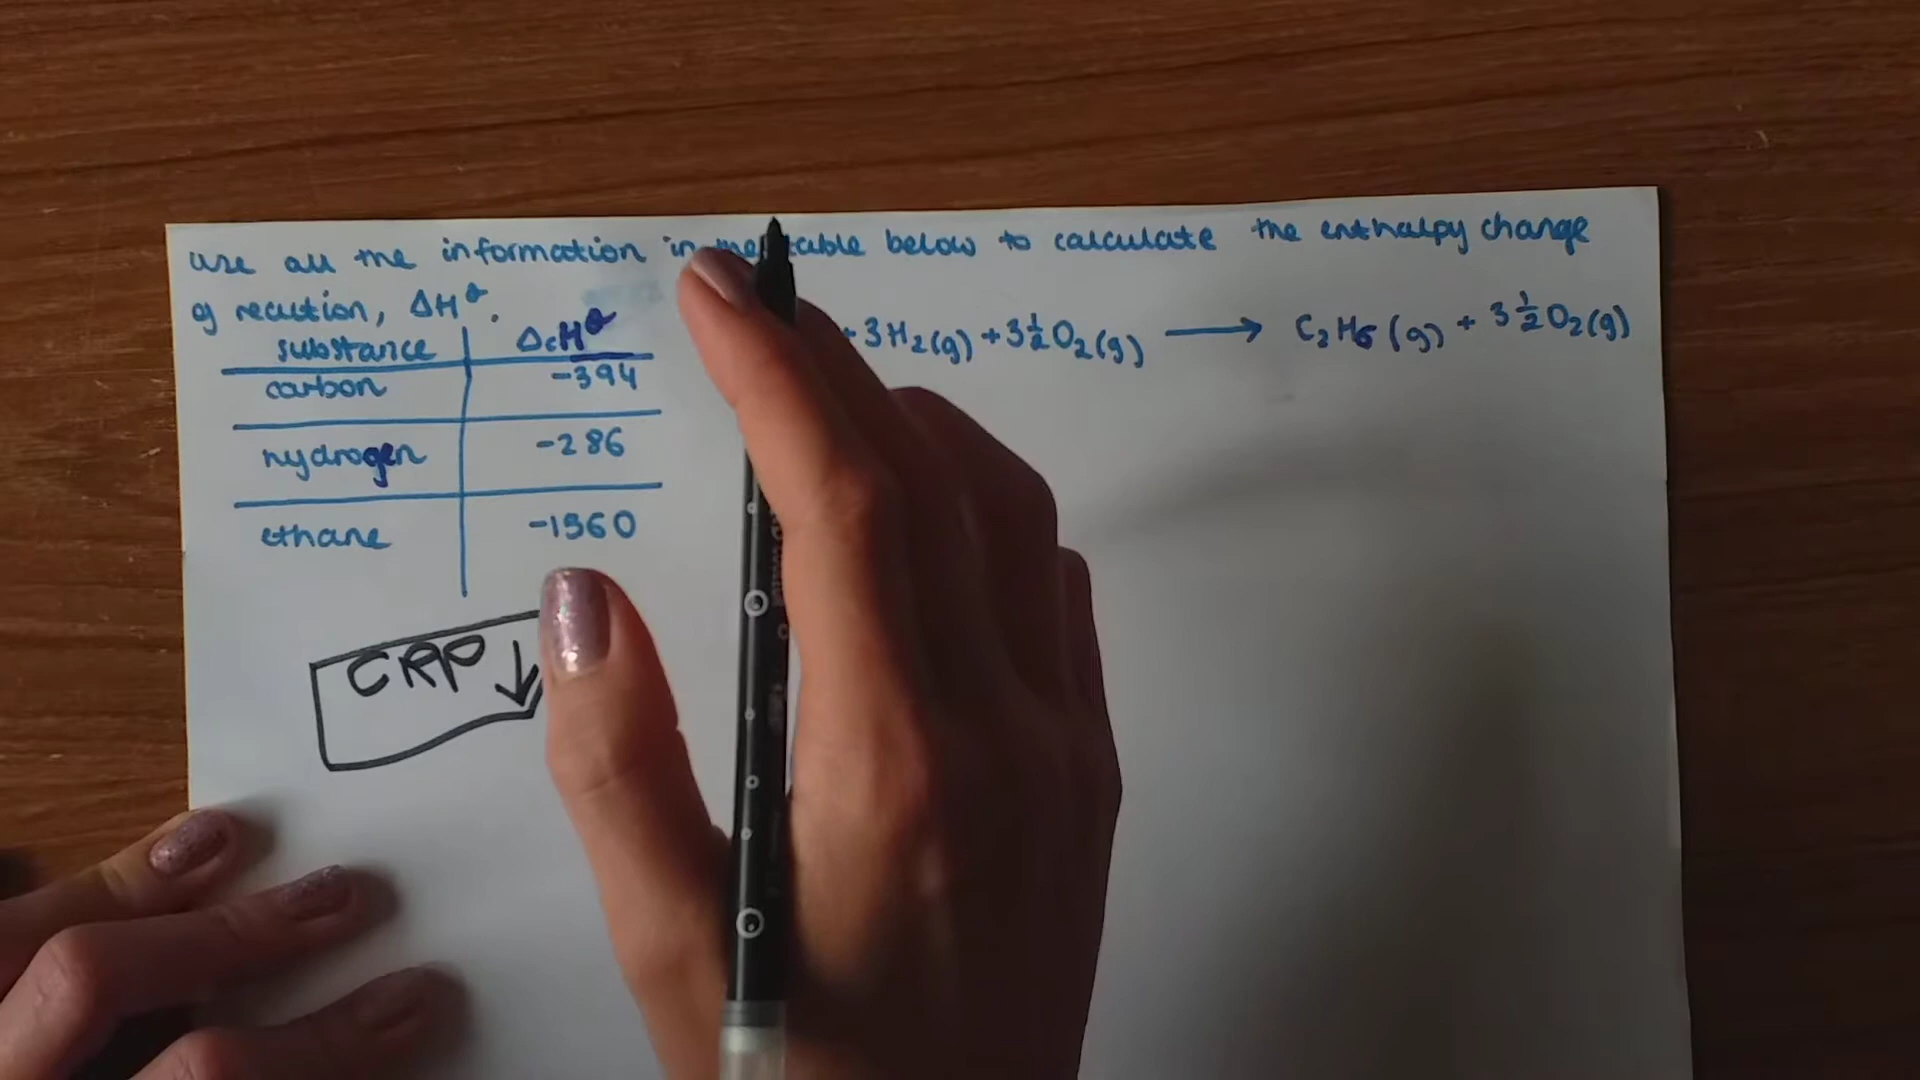 use all the information in the table below to calculate the enthalpy change
of reaction, ΔH⦵.
substance ΔcH⦵
+ 3H₂(g) + 3½O₂(g) ⟶ C₂H6(g) + 3½O₂(g)
carbon -394
hydrogen -286
ethane -1560
CRP ↓